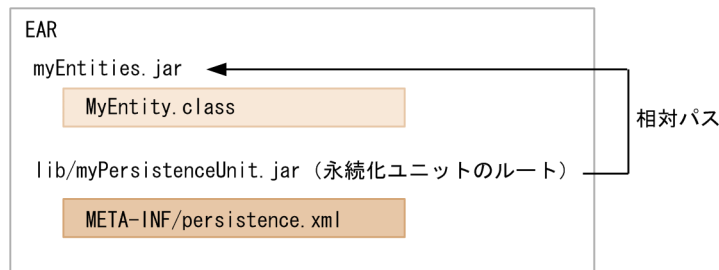 EAR
myEntities.jar
MyEntity.class
相対パス
lib/myPersistenceUnit.jar（永続化ユニットのルート）
META-INF/persistence.xml